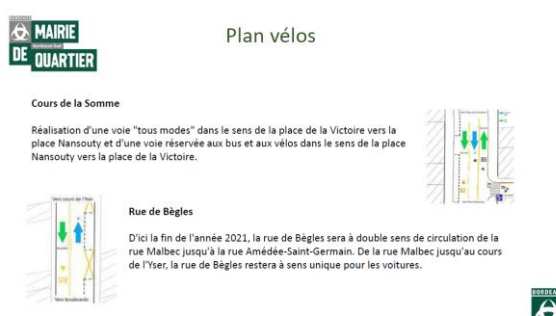 BORDEAUX
MAIRIE
DE QUARTIER
Plan vélos
Cours de la Somme
Réalisation d'une voie "tous modes" dans le sens de la place de la Victoire vers la
place Nansouty et d'une voie réservée aux bus et aux vélos dans le sens de la place
Nansouty vers la place de la Victoire.
BUS
Vers cours de l'Yser
Rue de Bègles
D'ici la fin de l'année 2021, la rue de Bègles sera à double sens de circulation de la
rue Malbec jusqu'à la rue Amédée-Saint-Germain. De la rue Malbec jusqu'au cours
de l'Yser, la rue de Bègles restera à sens unique pour les voitures.
Vers boulevards